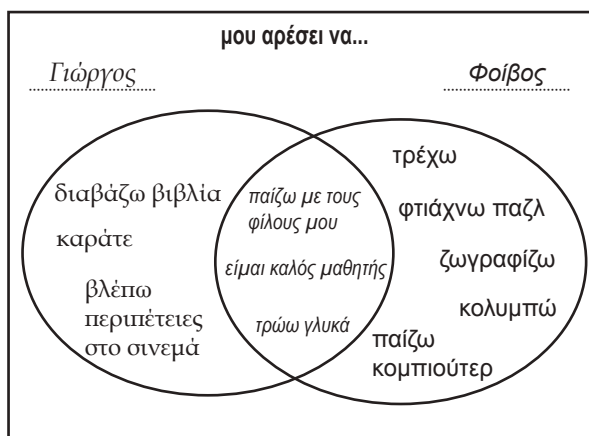 μου αρέσει να...
Γιώργος
Φοίβος
διαβάζω βιβλία
καράτε
βλέπω
περιπέτειες
στο σινεμά
παίζω με τους
φίλους μου
είμαι καλός μαθητής
τρώω γλυκά
τρέχω
φτιάχνω παζλ
ζωγραφίζω
κολυμπώ
παίζω
κομπιούτερ